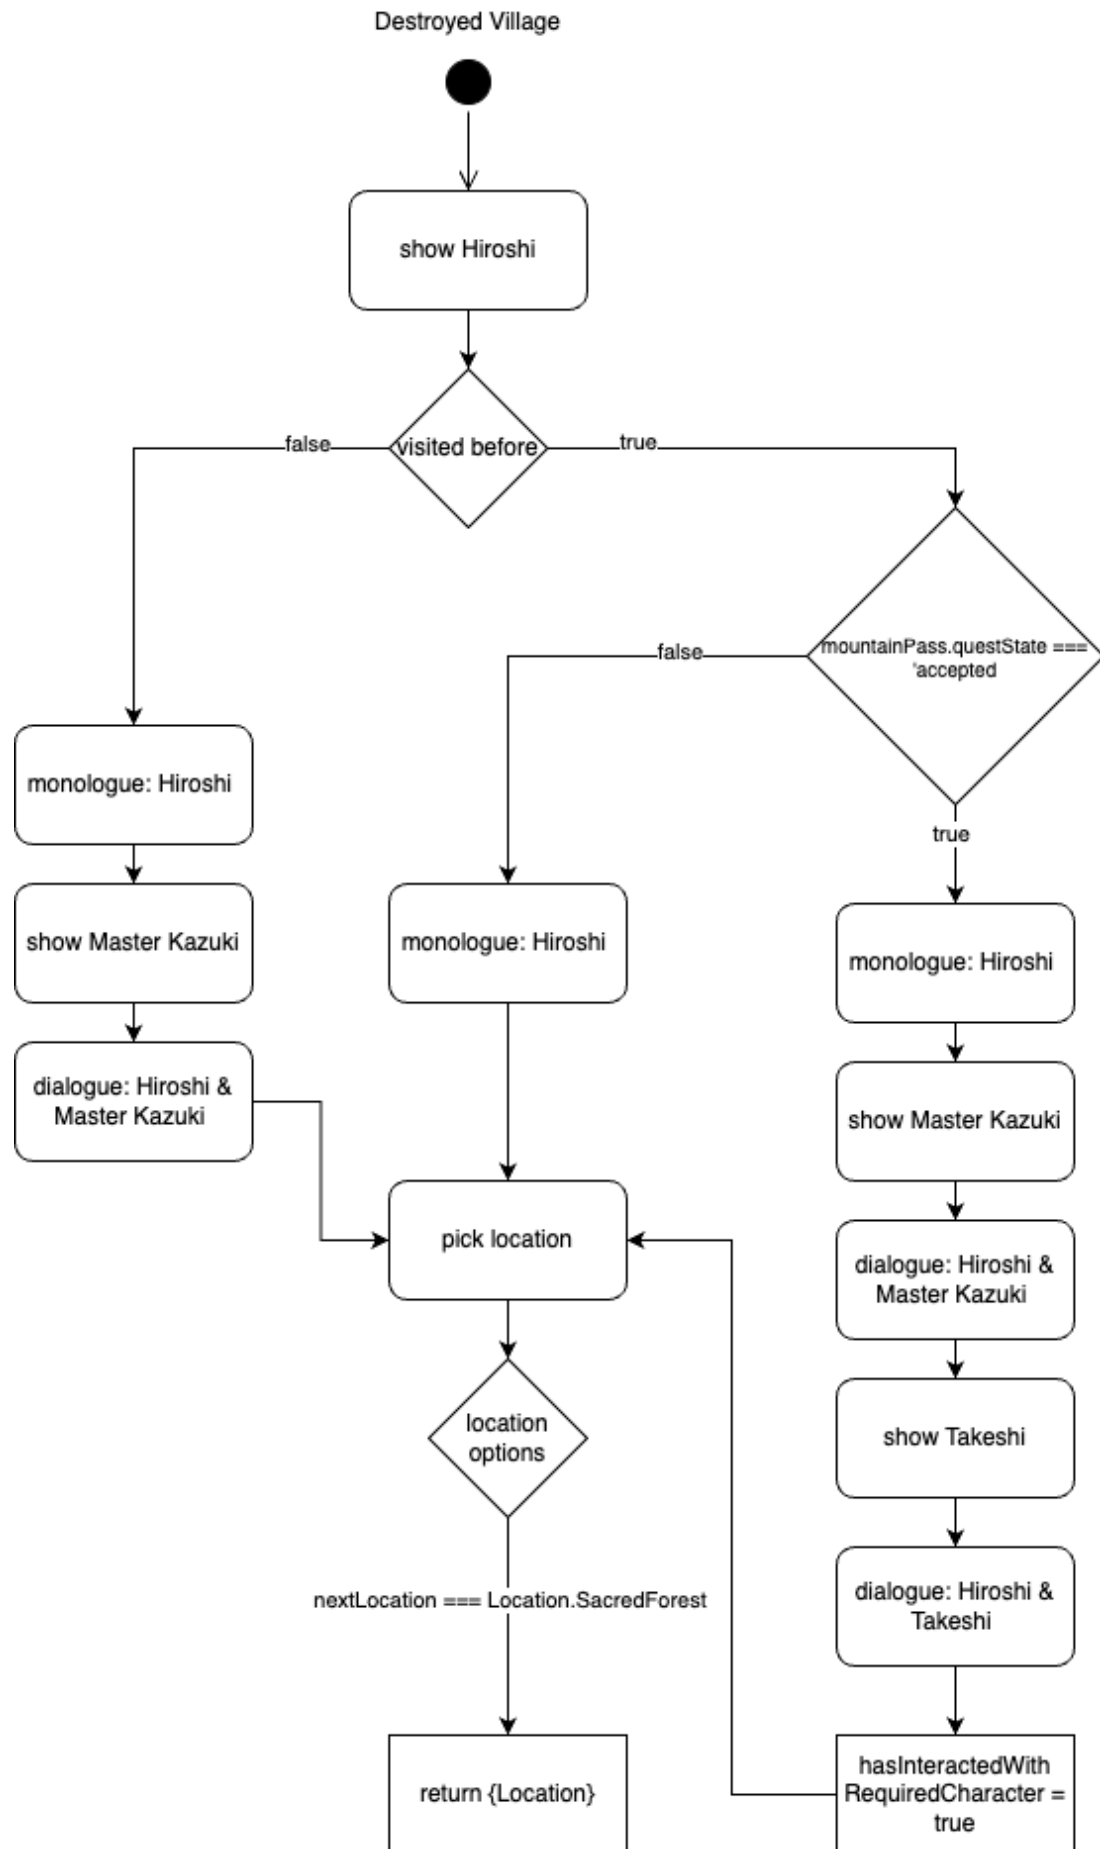 Destroyed Village
show Hiroshi
visited before
false
true
mountainPass.questState ===
'accepted
false
true
monologue: Hiroshi
show Master Kazuki
dialogue: Hiroshi &
Master Kazuki
monologue: Hiroshi
pick location
location
options
nextLocation === Location.SacredForest
return {Location}
monologue: Hiroshi
show Master Kazuki
dialogue: Hiroshi &
Master Kazuki
show Takeshi
dialogue: Hiroshi &
Takeshi
hasInteractedWith
RequiredCharacter =
true